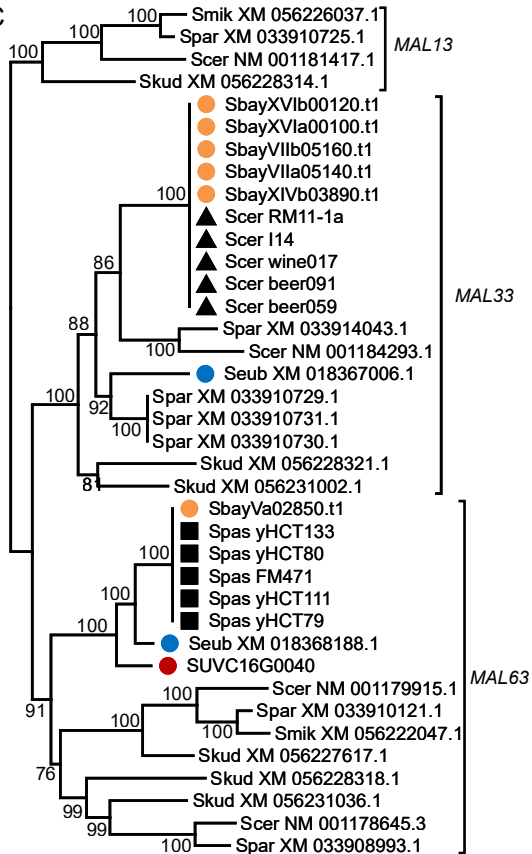 C
100 Smik XM 056226037.1
100 Spar XM 033910725.1
100 Scer NM 001181417.1
MAL13
Skud XM 056228314.1
SbayXVIb00120.t1
SbayXVIa00100.t1
SbayVIIb05160.t1
SbayVIIa05140.t1
100 SbayXIVb03890.t1
Scer RM11-1a
Scer I14
86 Scer wine017
Scer beer091
MAL33
Scer beer059
88 Spar XM 033914043.1
100 Scer NM 001184293.1
Seub XM 018367006.1
100 Spar XM 033910729.1
92 Spar XM 033910731.1
100 Spar XM 033910730.1
Skud XM 056228321.1
81 Skud XM 056231002.1
SbayVa02850.t1
Spas yHCT133
100 Spas yHCT80
Spas FM471
100 Spas yHCT111
100 Spas yHCT79
Seub XM 018368188.1
SUVC16G0040
MAL63
100 Scer NM 001179915.1
91 Spar XM 033910121.1
100 100 Smik XM 056222047.1
Skud XM 056227617.1
76 Skud XM 056228318.1
99 Skud XM 056231036.1
99 Scer NM 001178645.3
100 Spar XM 033908993.1